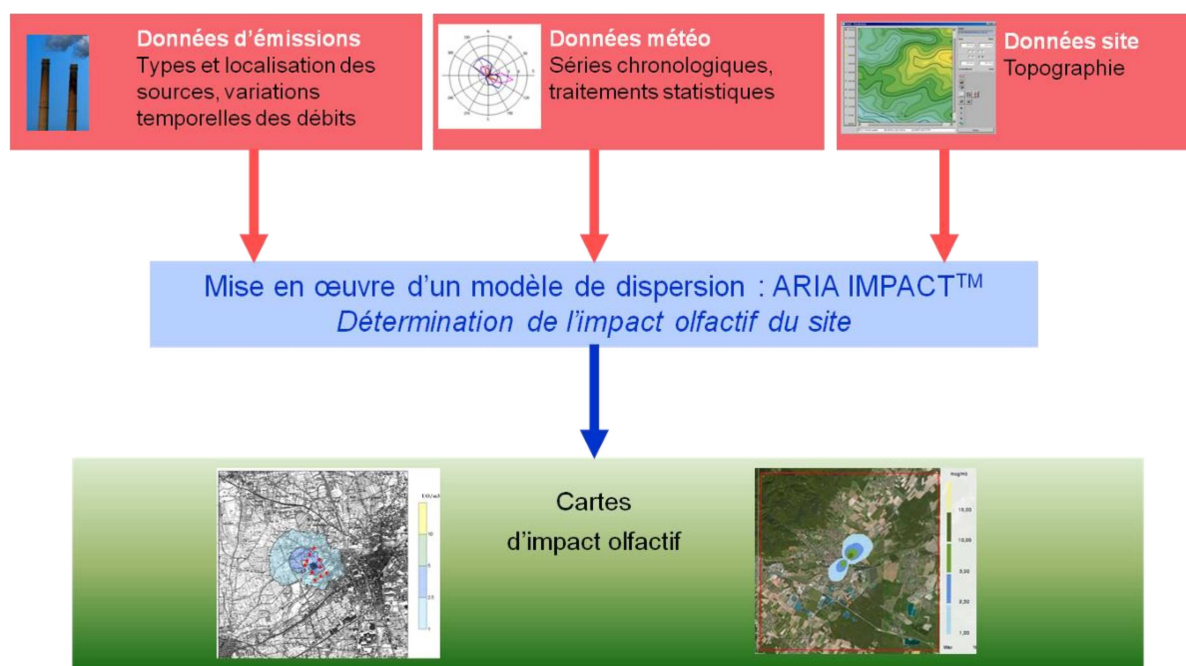 Données d'émissions
Types et localisation des
sources, variations
temporelles des débits
Données météo
Séries chronologiques,
traitements statistiques
Données site
Topographie
Mise en œuvre d'un modèle de dispersion : ARIA IMPACT™
Détermination de l'impact olfactif du site
Cartes
d'impact olfactif